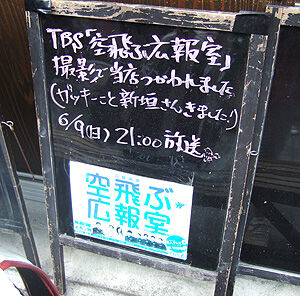 TBS「空飛ぶ広報室」
撮影で当店つかわれました
(ガッキーこと新垣さんきました!)
6/9(日) 21:00 放送
空飛ぶ
広報室